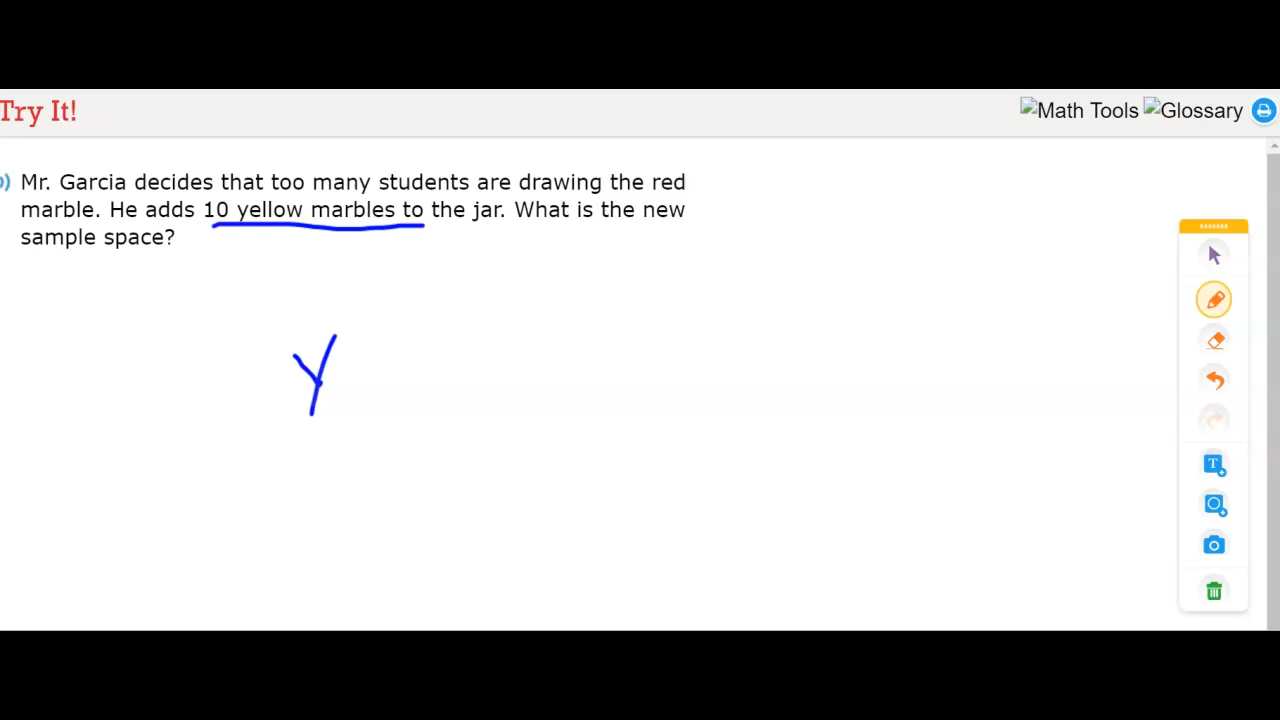 Try It!
Math Tools Glossary
) Mr. Garcia decides that too many students are drawing the red
marble. He adds 10 yellow marbles to the jar. What is the new
sample space?
Y
T